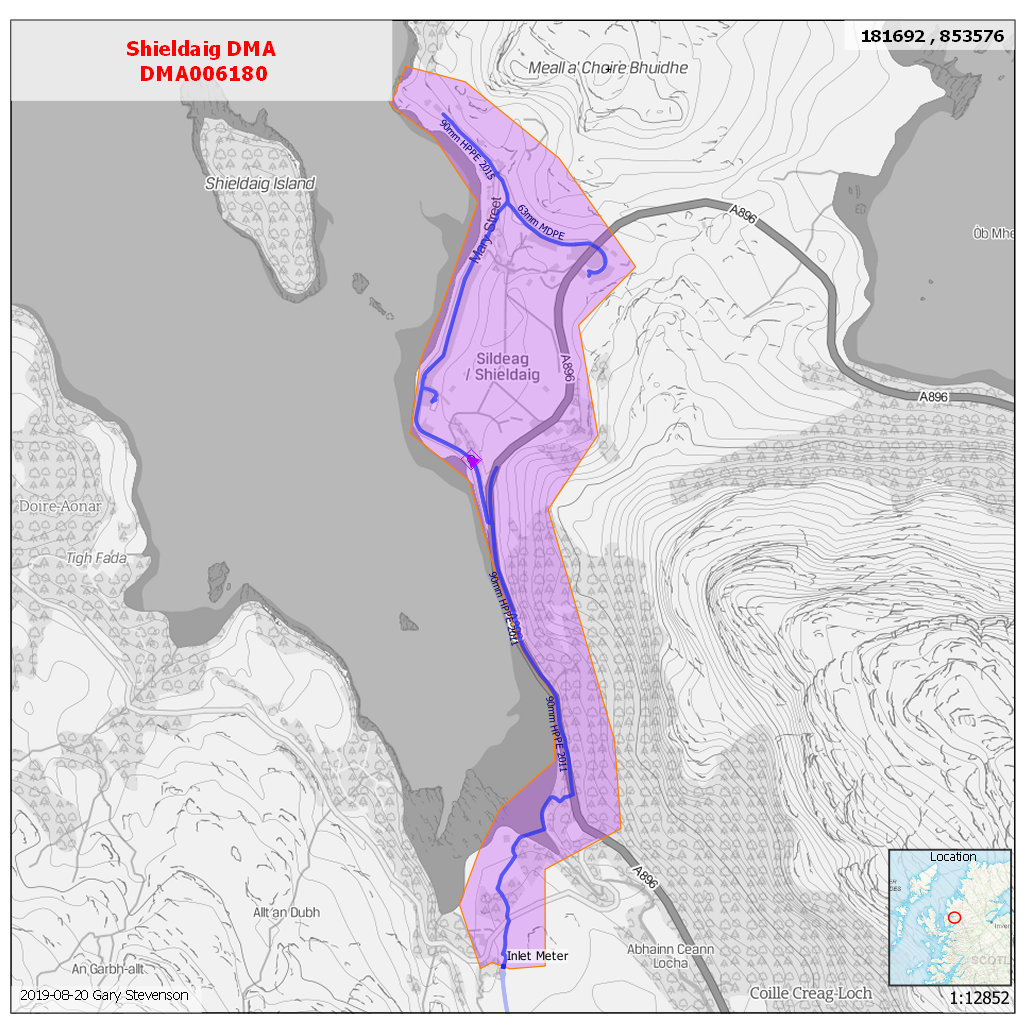 Shieldaig DMA
DMA006180
181692 , 853576
Meall a' Choire Bhuidhe
90mm HPPE 2015
Shieldaig Island
Mary Street
63mm MDPE
A896
Òb Mhe
Sildeag
/ Shieldaig
A896
A896
Doire-Aonar
Tigh Fada
90mm HPPE 2011
90mm HPPE 2011
Location
A896
Allt an Dubh
Inlet Meter
Abhainn Ceann
Locha
An Garbh-allt
2019-08-20 Gary Stevenson
Coille Creag-Loch
1:12852